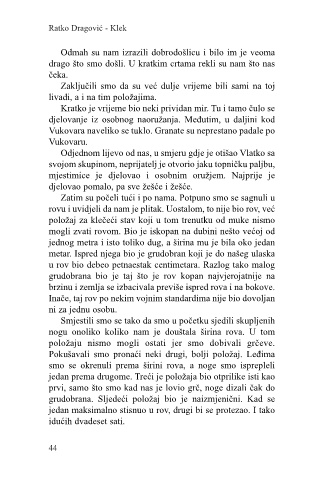 Ratko Dragović - Klek
Odmah su nam izrazili dobrodošlicu i bilo im je veoma
drago što smo došli. U kratkim crtama rekli su nam što nas
čeka.
Zaključili smo da su već dulje vrijeme bili sami na toj
livadi, a i na tim položajima.
Kratko je vrijeme bio neki prividan mir. Tu i tamo čulo se
djelovanje iz osobnog naoružanja. Međutim, u daljini kod
Vukovara naveliko se tuklo. Granate su neprestano padale po
Vukovaru.
Odjednom lijevo od nas, u smjeru gdje je otišao Vlatko sa
svojom skupinom, neprijatelj je otvorio jaku topničku paljbu,
mjestimice je djelovao i osobnim oružjem. Najprije je
djelovao pomalo, pa sve žešće i žešće.
Zatim su počeli tući i po nama. Potpuno smo se sagnuli u
rovu i uvidjeli da nam je plitak. Uostalom, to nije bio rov, već
položaj za klečeći stav koji u tom trenutku od muke nismo
mogli zvati rovom. Bio je iskopan na dubini nešto većoj od
jednog metra i isto toliko dug, a širina mu je bila oko jedan
metar. Ispred njega bio je grudobran koji je do našeg ulaska
u rov bio debeo petnaestak centimetara. Razlog tako malog
grudobrana bio je taj što je rov kopan najvjerojatnije na
brzinu i zemlja se izbacivala previše ispred rova i na bokove.
Inače, taj rov po nekim vojnim standardima nije bio dovoljan
ni za jednu osobu.
Smjestili smo se tako da smo u početku sjedili skupljenih
nogu onoliko koliko nam je douštala širina rova. U tom
položaju nismo mogli ostati jer smo dobivali grčeve.
Pokušavali smo pronaći neki drugi, bolji položaj. Leđima
smo se okrenuli prema širini rova, a noge smo isprepleli
jedan prema drugome. Treći je položaja bio otprilike isti kao
prvi, samo što smo kad nas je lovio grč, noge dizali čak do
grudobrana. Sljedeći položaj bio je naizmjenični. Kad se
jedan maksimalno stisnuo u rov, drugi bi se protezao. I tako
idućih dvadeset sati.
44